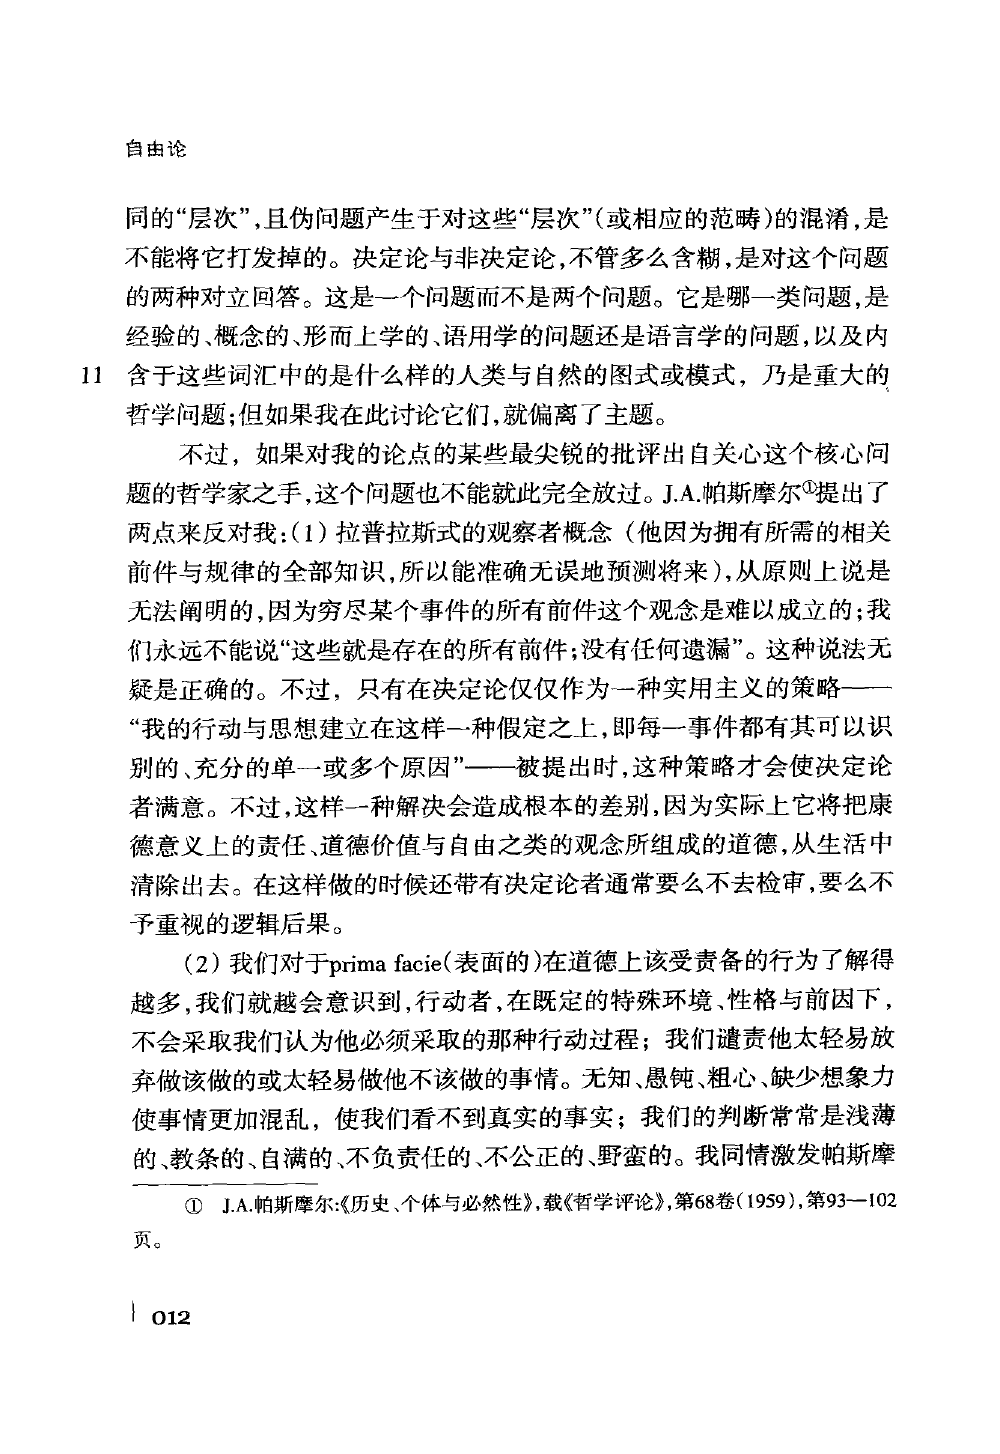 自由论
同的“层次”,且伪问题产生于对这些“层次”(或相应的范畴)的混淆,是
不能将它打发掉的。决定论与非决定论,不管多么含糊,是对这个问题
的两种对立回答。这是一个问题而不是两个问题。它是哪一类问题,是
经验的、概念的、形而上学的、语用学的问题还是语言学的问题,以及内
11 含于这些词汇中的是什么样的人类与自然的图式或模式，乃是重大的
哲学问题;但如果我在此讨论它们,就偏离了主题。
不过，如果对我的论点的某些最尖锐的批评出自关心这个核心问
题的哲学家之手,这个问题也不能就此完全放过。J.A.帕斯摩尔①提出了
两点来反对我:(1)拉普拉斯式的观察者概念（他因为拥有所需的相关
前件与规律的全部知识,所以能准确无误地预测将来),从原则上说是
无法阐明的,因为穷尽某个事件的所有前件这个观念是难以成立的;我
们永远不能说“这些就是存在的所有前件;没有任何遗漏”。这种说法无
疑是正确的。不过，只有在决定论仅仅作为一种实用主义的策略——
“我的行动与思想建立在这样一种假定之上,即每一事件都有其可以识
别的、充分的单一或多个原因”——被提出时,这种策略才会使决定论
者满意。不过,这样一种解决会造成根本的差别,因为实际上它将把康
德意义上的责任、道德价值与自由之类的观念所组成的道德,从生活中
清除出去。在这样做的时候还带有决定论者通常要么不去检审,要么不
予重视的逻辑后果。
(2)我们对于prima facie(表面的)在道德上该受责备的行为了解得
越多,我们就越会意识到,行动者,在既定的特殊环境、性格与前因下,
不会采取我们认为他必须采取的那种行动过程；我们谴责他太轻易放
弃做该做的或太轻易做他不该做的事情。无知、愚钝、粗心、缺少想象力
使事情更加混乱，使我们看不到真实的事实；我们的判断常常是浅薄
的、教条的、自满的、不负责任的、不公正的、野蛮的。我同情激发帕斯摩
① J.A.帕斯摩尔:《历史、个体与必然性》,载《哲学评论》,第68卷(1959),第93—102
页。
012